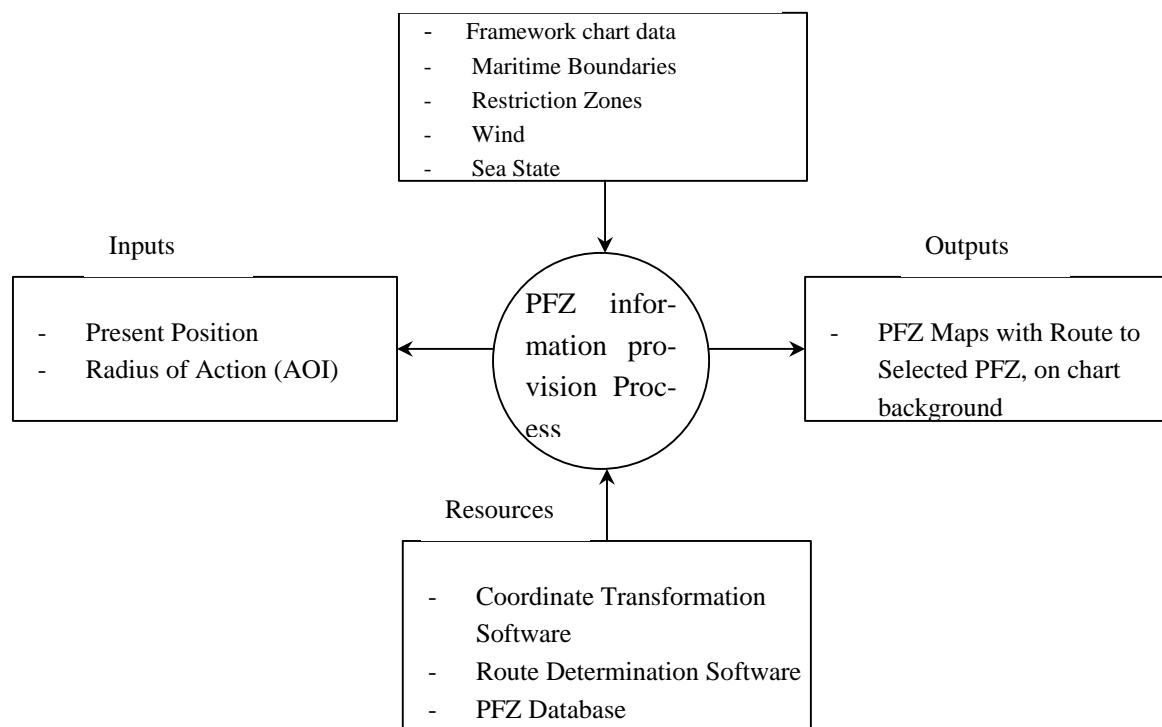 - Framework chart data
- Maritime Boundaries
- Restriction Zones
- Wind
- Sea State
Inputs
- Present Position
- Radius of Action (AOI)
PFZ infor-
mation pro-
vision Proc-
ess
Outputs
- PFZ Maps with Route to
Selected PFZ, on chart
background
Resources
- Coordinate Transformation
Software
- Route Determination Software
- PFZ Database